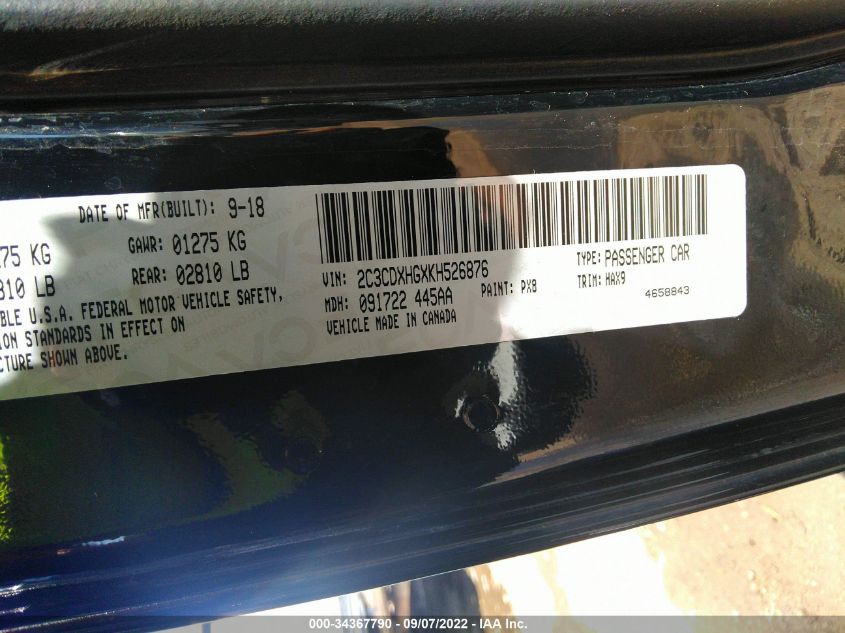 DATE OF MFR(BUILT): 9-18
275 KG GAWR: 01275 KG
810 LB REAR: 02810 LB
BLE U.S.A. FEDERAL MOTOR VEHICLE SAFETY,
ION STANDARDS IN EFFECT ON
CTURE SHOWN ABOVE.
VIN: 2C3CDXHGXKH526876
TYPE: PASSENGER CAR
MDH: 091722 445AA
PAINT: PX8
TRIM: HAX9
VEHICLE MADE IN CANADA
4658843
000-34367790 - 09/07/2022 - © IAA Inc.